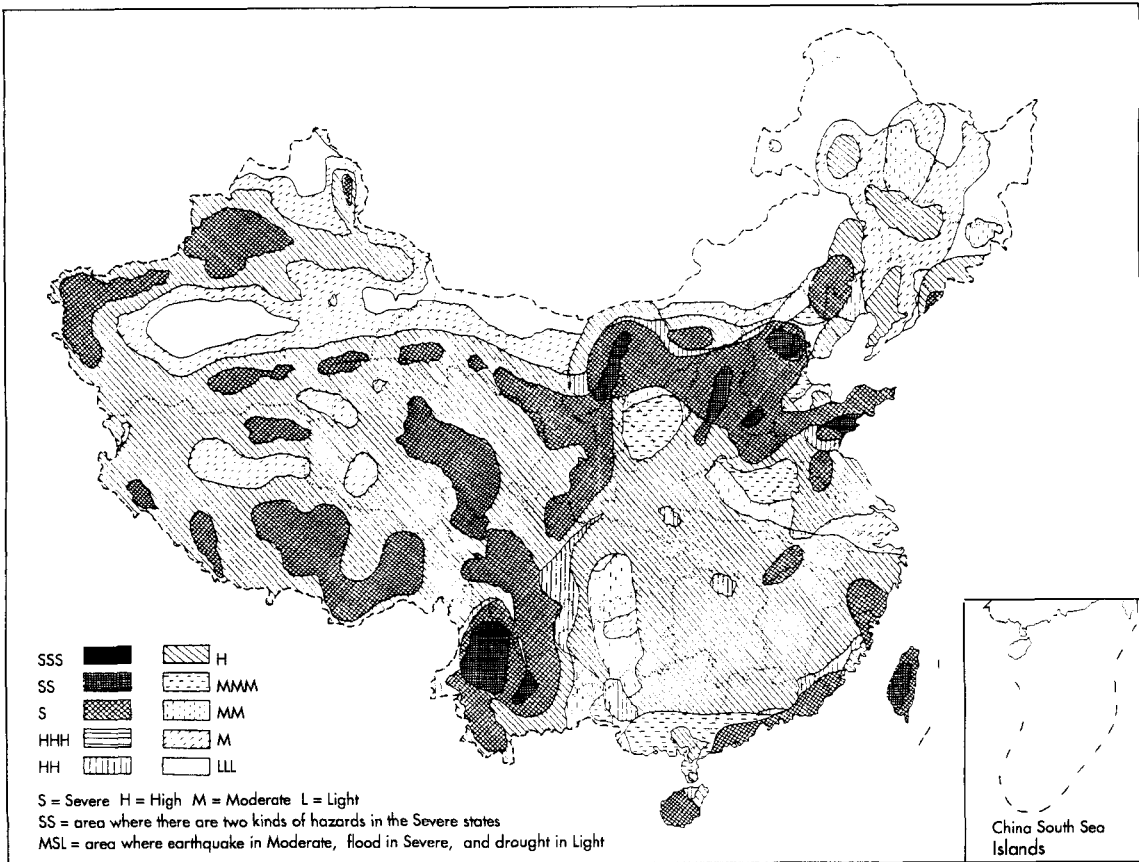 SSS H
SS MMM
S MM
HHH M
HH LLL
S = Severe H = High M = Moderate L = Light
SS = area where there are two kinds of hazards in the Severe states
MSL = area where earthquake in Moderate, flood in Severe, and drought in Light
China South Sea
Islands